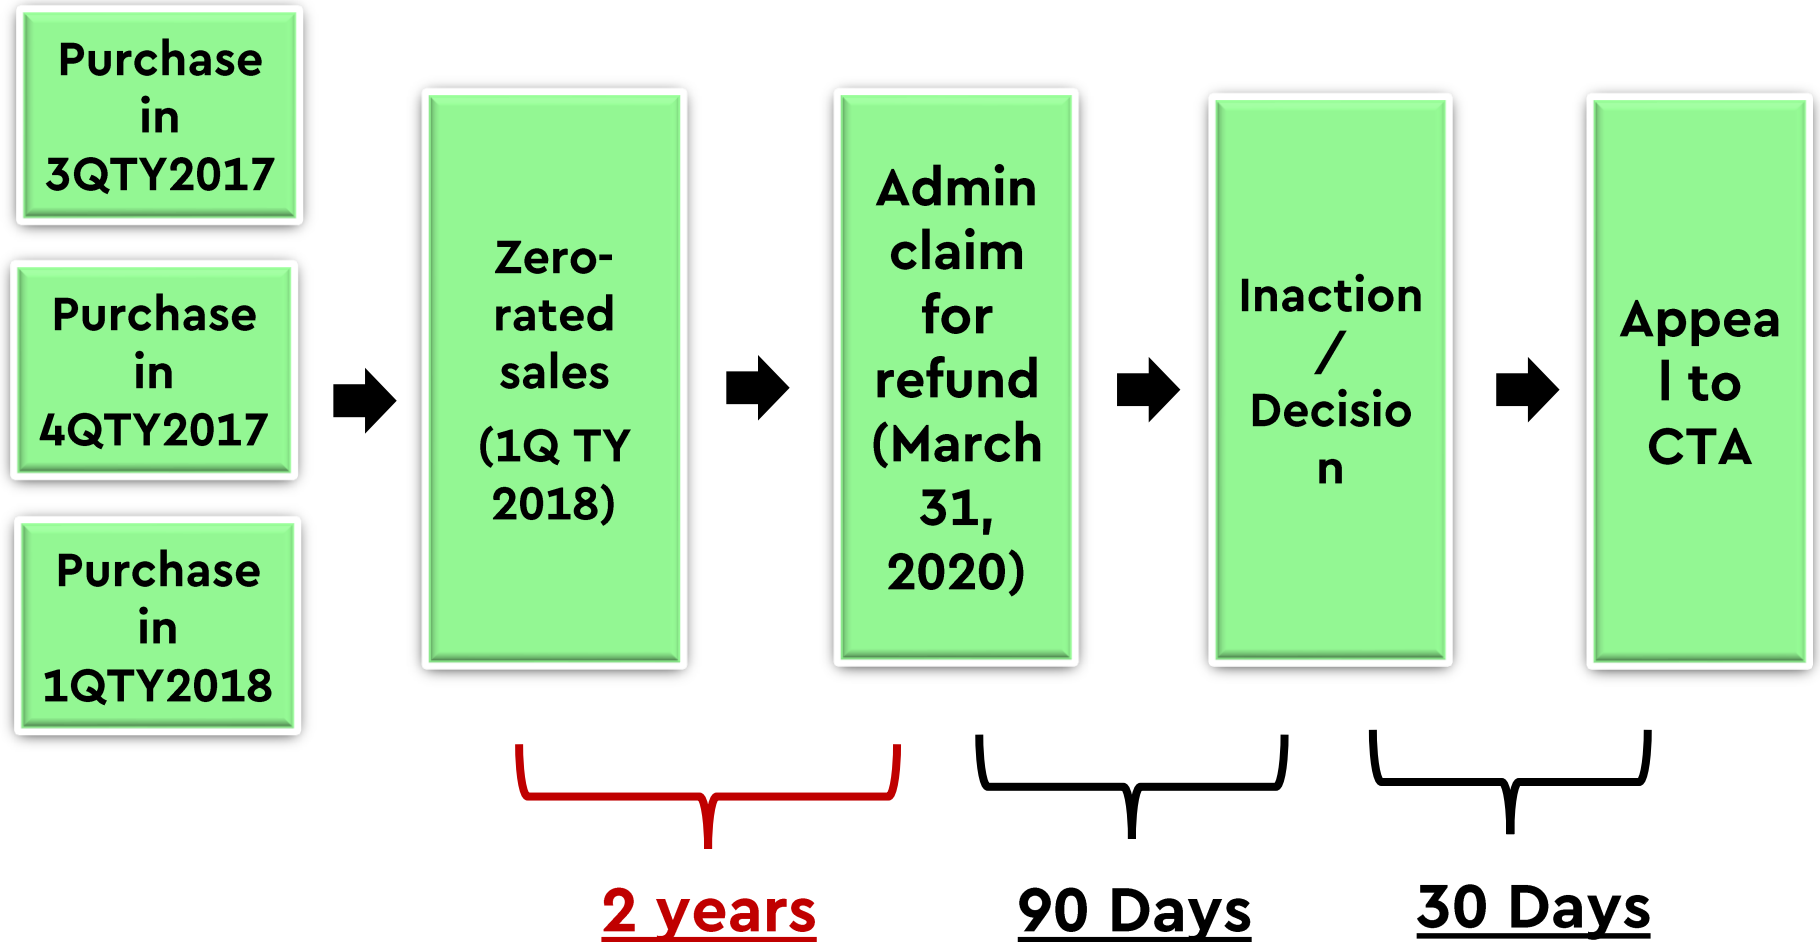 Purchase
in
3QTY2017
Purchase
in
4QTY2017
Purchase
in
1QTY2018
Zero-
rated
sales
(1Q TY
2018)
Admin
claim
for
refund
(March
31,
2020)
Inaction
/
Decisio
n
Appea
l to
CTA
2 years
90 Days
30 Days